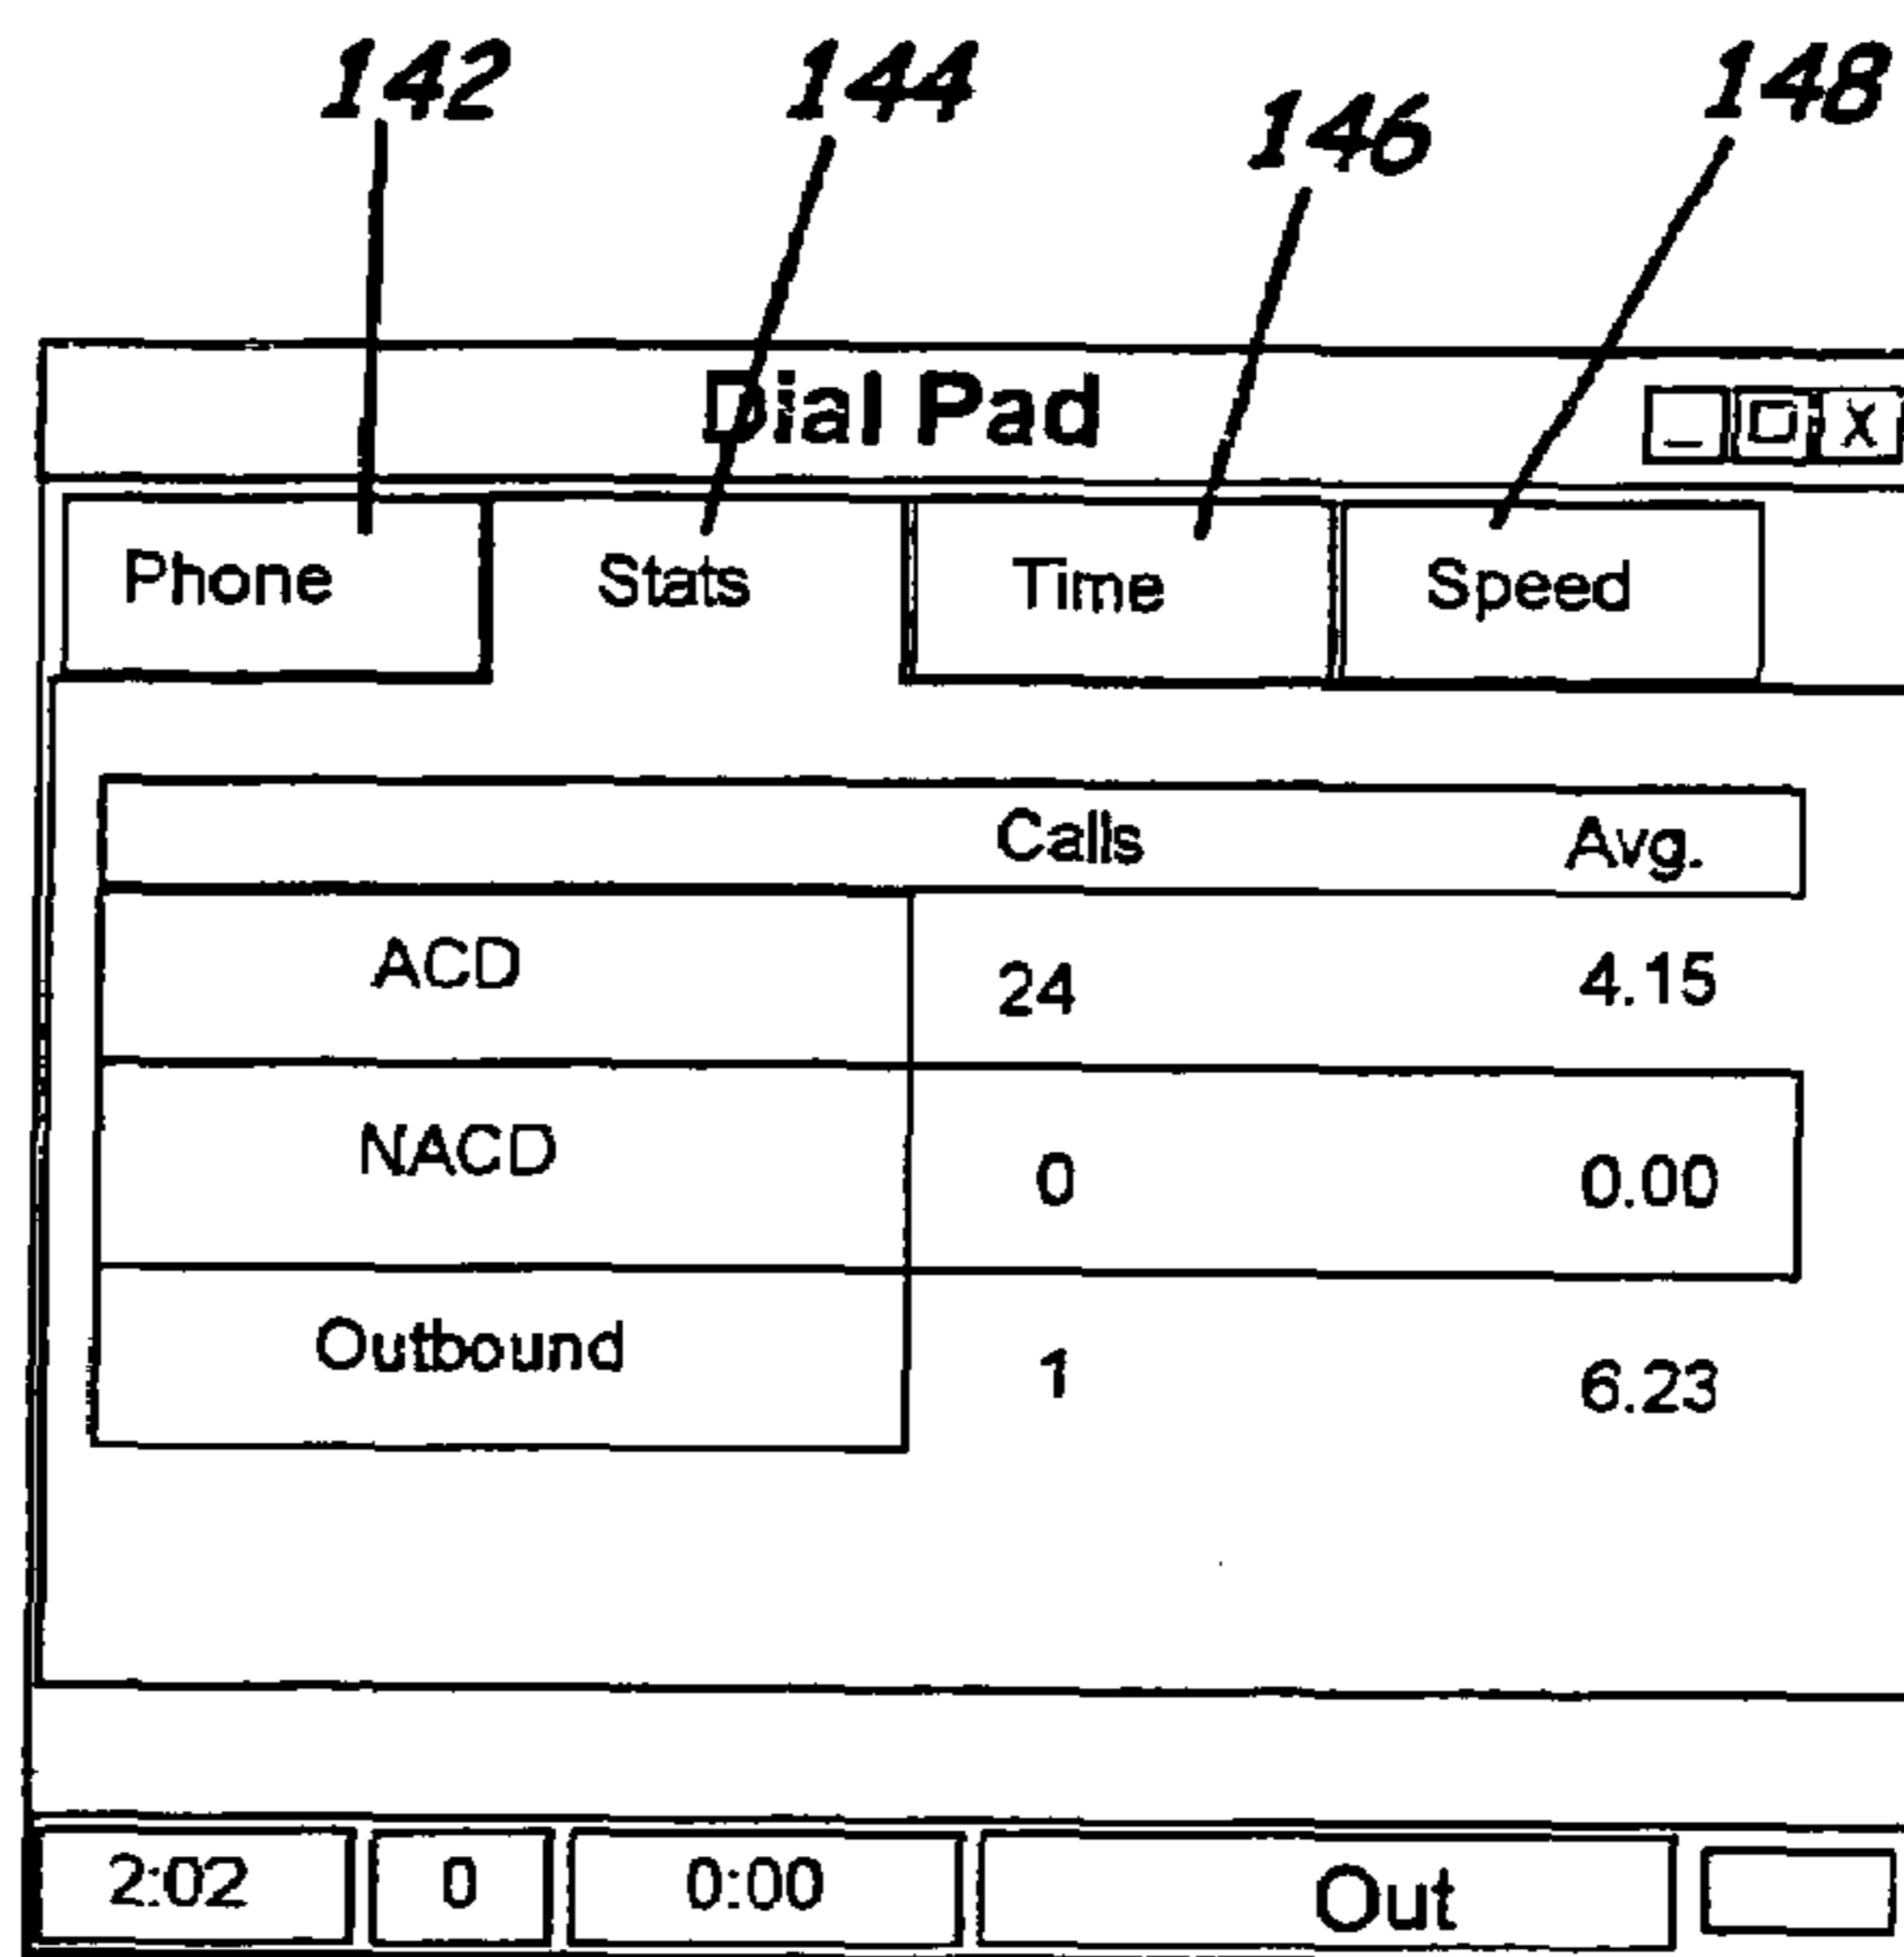 142 144 146 148
Dial Pad _ X
Phone Stats Time Speed
Calls Avg.
ACD 24 4.15
NACD 0 0.00
Outbound 1 6.23
2:02 0 0:00 Out